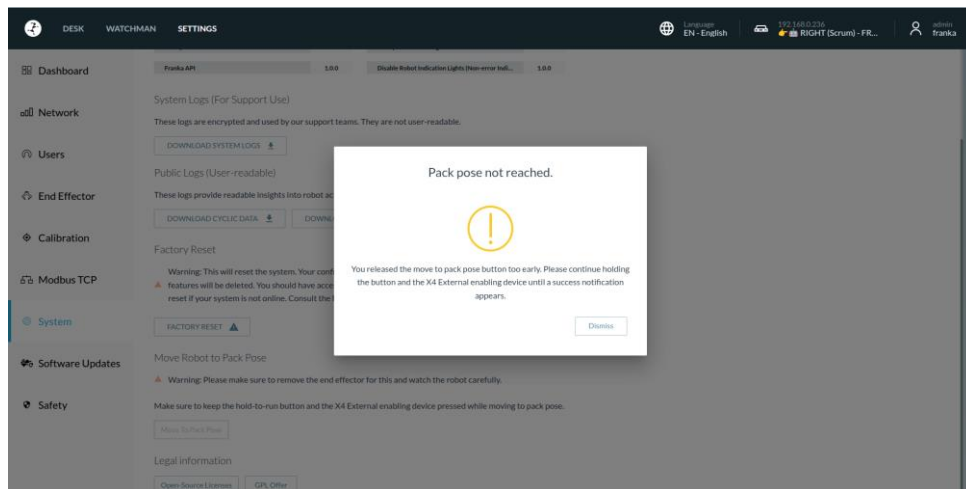 DESK WATCHMAN SETTINGS
Language
EN - English
192.168.0.236
RIGHT (Scrum) - FR...
admin
franka
Dashboard
Network
Users
End Effector
Calibration
Modbus TCP
System
Software Updates
Safety
Franka API 1.0.0 Disable Robot Indication Lights (Non-error Indi... 1.0.0
System Logs (For Support Use)
These logs are encrypted and used by our support teams. They are not user-readable.
DOWNLOAD SYSTEM LOGS
Public Logs (User-readable)
These logs provide readable insights into robot ac
DOWNLOAD CYCLIC DATA DOWNL
Factory Reset
Warning: This will reset the system. Your conf
features will be deleted. You should have acce
reset if your system is not online. Consult the
FACTORY RESET
Move Robot to Pack Pose
Warning: Please make sure to remove the end effector for this and watch the robot carefully.
Make sure to keep the hold-to-run button and the X4 External enabling device pressed while moving to pack pose.
Move To Pack Pose
Legal information
Open-Source Licenses GPL Offer
Pack pose not reached.
You released the move to pack pose button too early. Please continue holding
the button and the X4 External enabling device until a success notification
appears.
Dismiss